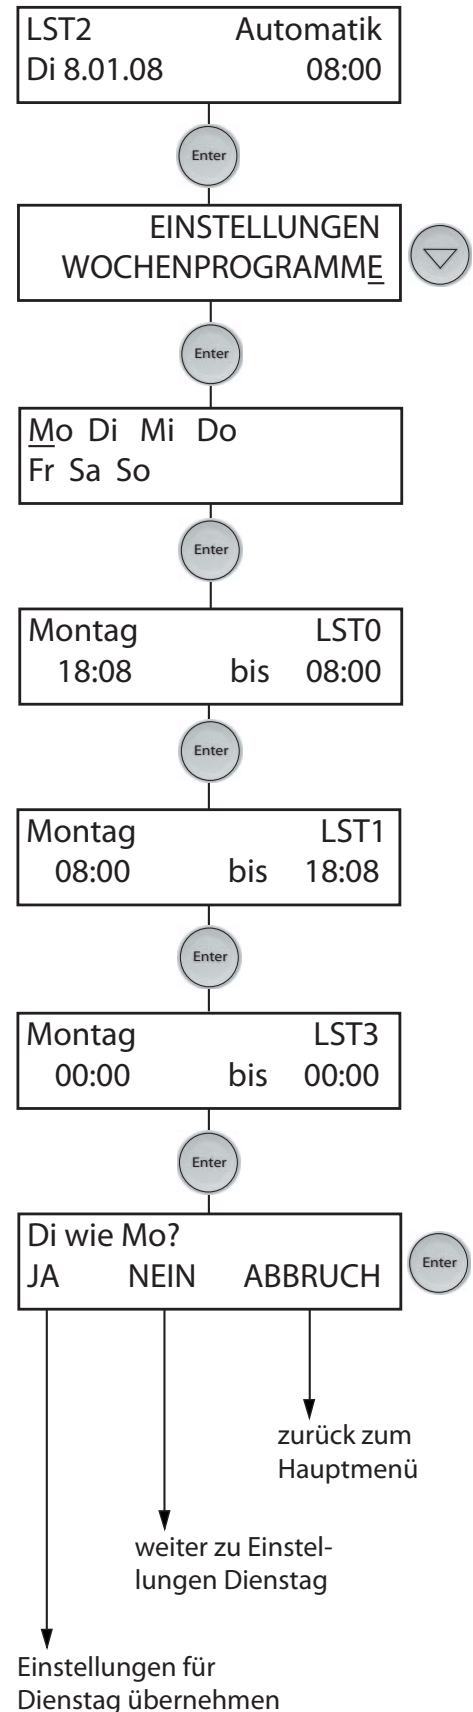 LST2 Automatik
Di 8.01.08 08:00
Enter
EINSTELLUNGEN
WOCHENPROGRAMME
Enter
Mo Di Mi Do
Fr Sa So
Enter
Montag LST0
18:08 bis 08:00
Enter
Montag LST1
08:00 bis 18:08
Enter
Montag LST3
00:00 bis 00:00
Enter
Di wie Mo?
JA NEIN ABBRUCH
Enter
zurück zum
Hauptmenü
weiter zu Einstel-
lungen Dienstag
Einstellungen für
Dienstag übernehmen